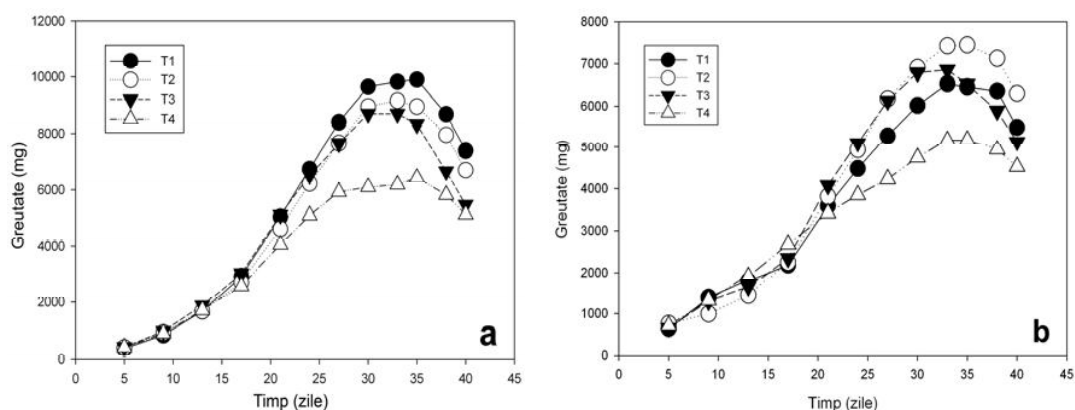 12000
10000
8000
6000
4000
2000
0
Greutate (mg)
T1
T2
T3
T4
a
0 5 10 15 20 25 30 35 40 45
Timp (zile)
8000
7000
6000
5000
4000
3000
2000
1000
0
Greutate (mg)
T1
T2
T3
T4
b
0 5 10 15 20 25 30 35 40 45
Timp (zile)